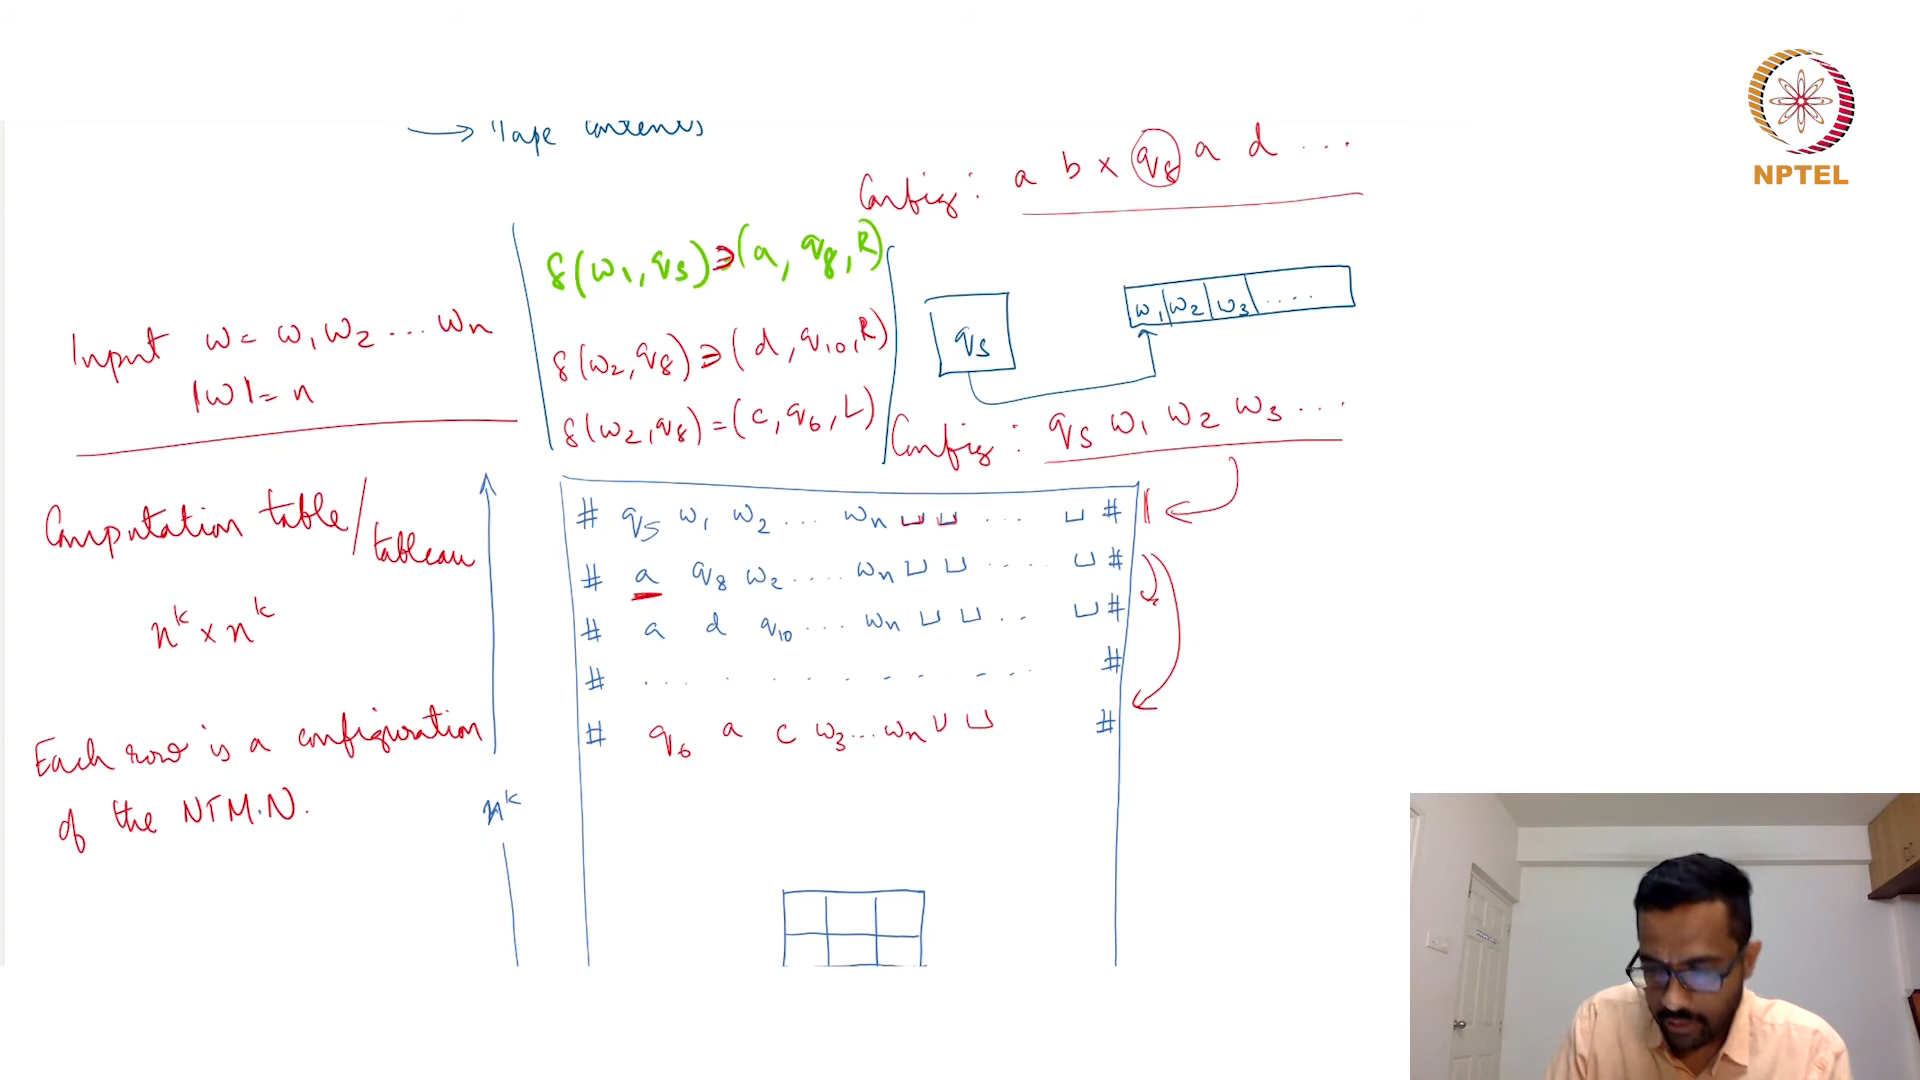 → Tape contents
Config: a b x q8 a d ...
NPTEL
δ(w1, qs) ∋ (a, q8, R)
δ(w2, q8) ∋ (d, q10, R)
δ(w2, q8) = (c, q6, L)
qs
w1 w2 w3 ....
Config: qs w1 w2 w3 ...
Input w = w1 w2 ... wn
|w| = n
Computation table/
tableau
n^k × n^k
Each row is a configuration
of the NTM.N.
n^k
# qs w1 w2 ... wn ⊔ ⊔ ... ⊔ #
# a q8 w2 .... wn ⊔ ⊔ .... ⊔ #
# a d q10 ... wn ⊔ ⊔ ... ⊔ #
# ... #
# q6 a c w3 ... wn ⊔ ⊔ #